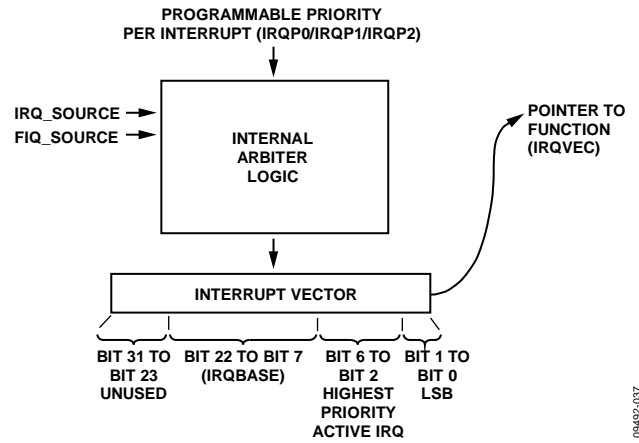 PROGRAMMABLE PRIORITY
PER INTERRUPT (IRQP0/IRQP1/IRQP2)
IRQ_SOURCE
FIQ_SOURCE
INTERNAL
ARBITER
LOGIC
POINTER TO
FUNCTION
(IRQVEC)
INTERRUPT VECTOR
BIT 31 TO
BIT 23
UNUSED
BIT 22 TO BIT 7
(IRQBASE)
BIT 6 TO
BIT 2
HIGHEST
PRIORITY
ACTIVE IRQ
BIT 1 TO
BIT 0
LSB
09492-037